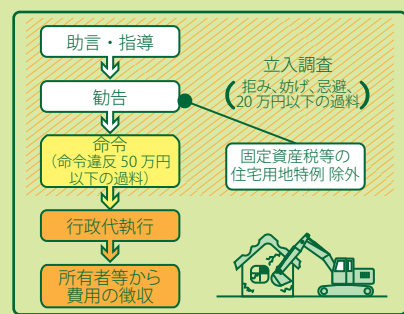 助言・指導
勧告
命令
(命令違反 50 万円
以下の過料)
行政代執行
所有者等から
費用の徴収
立入調査
(拒み、妨げ、忌避、
20 万円以下の過料)
固定資産税等の
住宅用地特例 除外